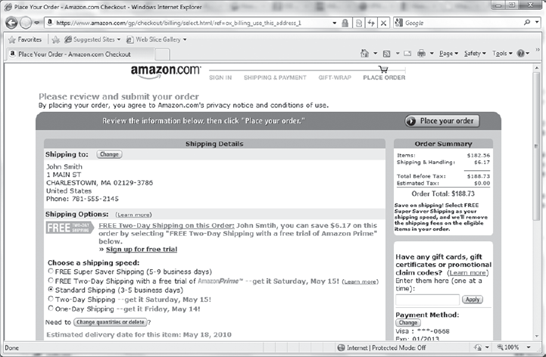 Place Your Order - Amazon.com Checkout - Windows Internet Explorer
https://www.amazon.com/gp/checkout/billing/select.html/ref=ov_billing_use_this_address_1
Google
Favorites
Suggested Sites
Web Slice Gallery
Place Your Order - Amazon.com Checkout
Page
Safety
Tools
amazon.com
SIGN IN
SHIPPING & PAYMENT
GIFT WRAP
PLACE ORDER
Please review and submit your order
By placing your order, you agree to Amazon.com's privacy notice and conditions of use.
Review the information below, then click "Place your order."
Place your order
Shipping Details
Shipping to:
Change
John Smith
1 MAIN ST
CHARLESTOWN, MA 02129-3786
United States
Phone: 781-555-2145
Shipping Options: (Learn more)
FREE TWO-DAY SHIPPING
FREE Two-Day Shipping on this Order: John Smith, you can save $6.17 on this
order by selecting "FREE Two-Day Shipping with a free trial of Amazon Prime"
below.
» Sign up for free trial
Choose a shipping speed:
FREE Super Saver Shipping (5-9 business days)
FREE Two-Day Shipping with a free trial of AmazonPrime --get it Saturday, May 15! (Learn more)
Standard Shipping (3-5 business days)
Two-Day Shipping --get it Saturday, May 15!
One-Day Shipping --get it Friday, May 14!
Need to
Change quantities or delete
?
Estimated delivery date for this item: May 18, 2010
Order Summary
Items: $182.56
Shipping & Handling: $6.17
Total Before Tax: $188.73
Estimated Tax: $0.00
Order Total: $188.73
Save on shipping! Select FREE
Super Saver Shipping as your
shipping speed, and we'll remove
the shipping fees on the eligible
items in your order.
Have any gift cards, gift
certificates or promotional
claim codes? (Learn more)
Enter them here (one at a
time):
Apply
Payment Method:
Change
Visa : ***-0668
Exp: 01/2013
Done
Internet | Protected Mode: Off
100%